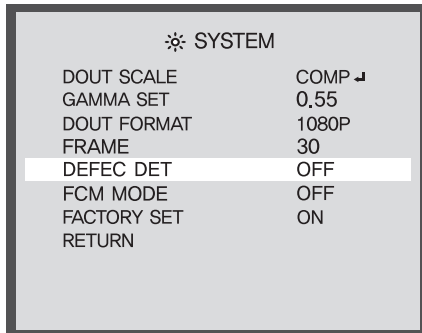 SYSTEM
DOUT SCALE COMP ↲
GAMMA SET 0.55
DOUT FORMAT 1080P
FRAME 30
DEFEC DET OFF
FCM MODE OFF
FACTORY SET ON
RETURN